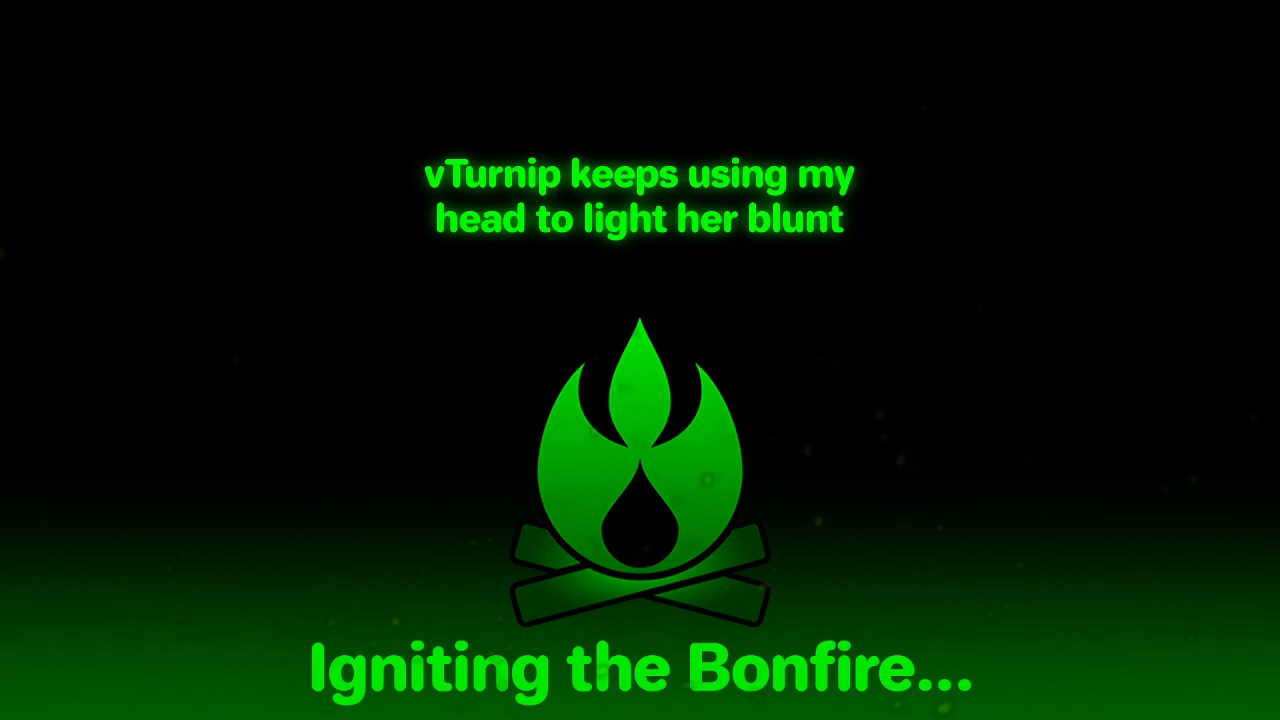 vTurnip keeps using my
head to light her blunt
Igniting the Bonfire...